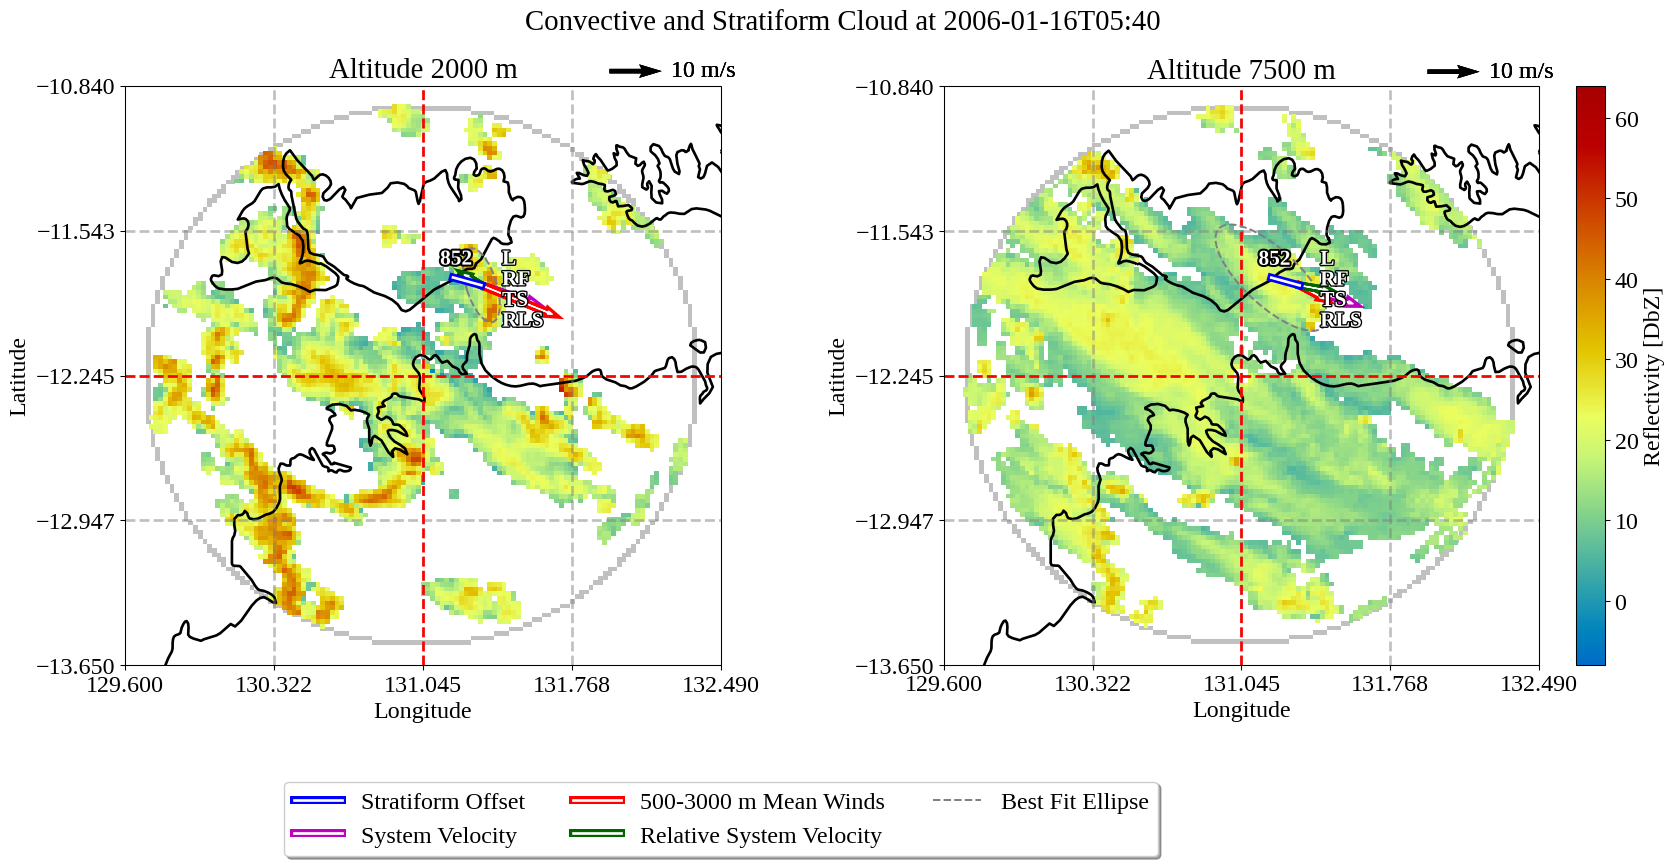 Convective and Stratiform Cloud at 2006-01-16T05:40
Altitude 2000 m
10 m/s
Altitude 7500 m
10 m/s
−10.840
−11.543
−12.245
−12.947
−13.650
Latitude
129.600
130.322
131.045
131.768
132.490
Longitude
852
L
RF
TS
RLS
−10.840
−11.543
−12.245
−12.947
−13.650
Latitude
129.600
130.322
131.045
131.768
132.490
Longitude
852
L
RF
TS
RLS
60
50
40
30
20
10
0
Reflectivity [DbZ]
Stratiform Offset
500-3000 m Mean Winds
Best Fit Ellipse
System Velocity
Relative System Velocity